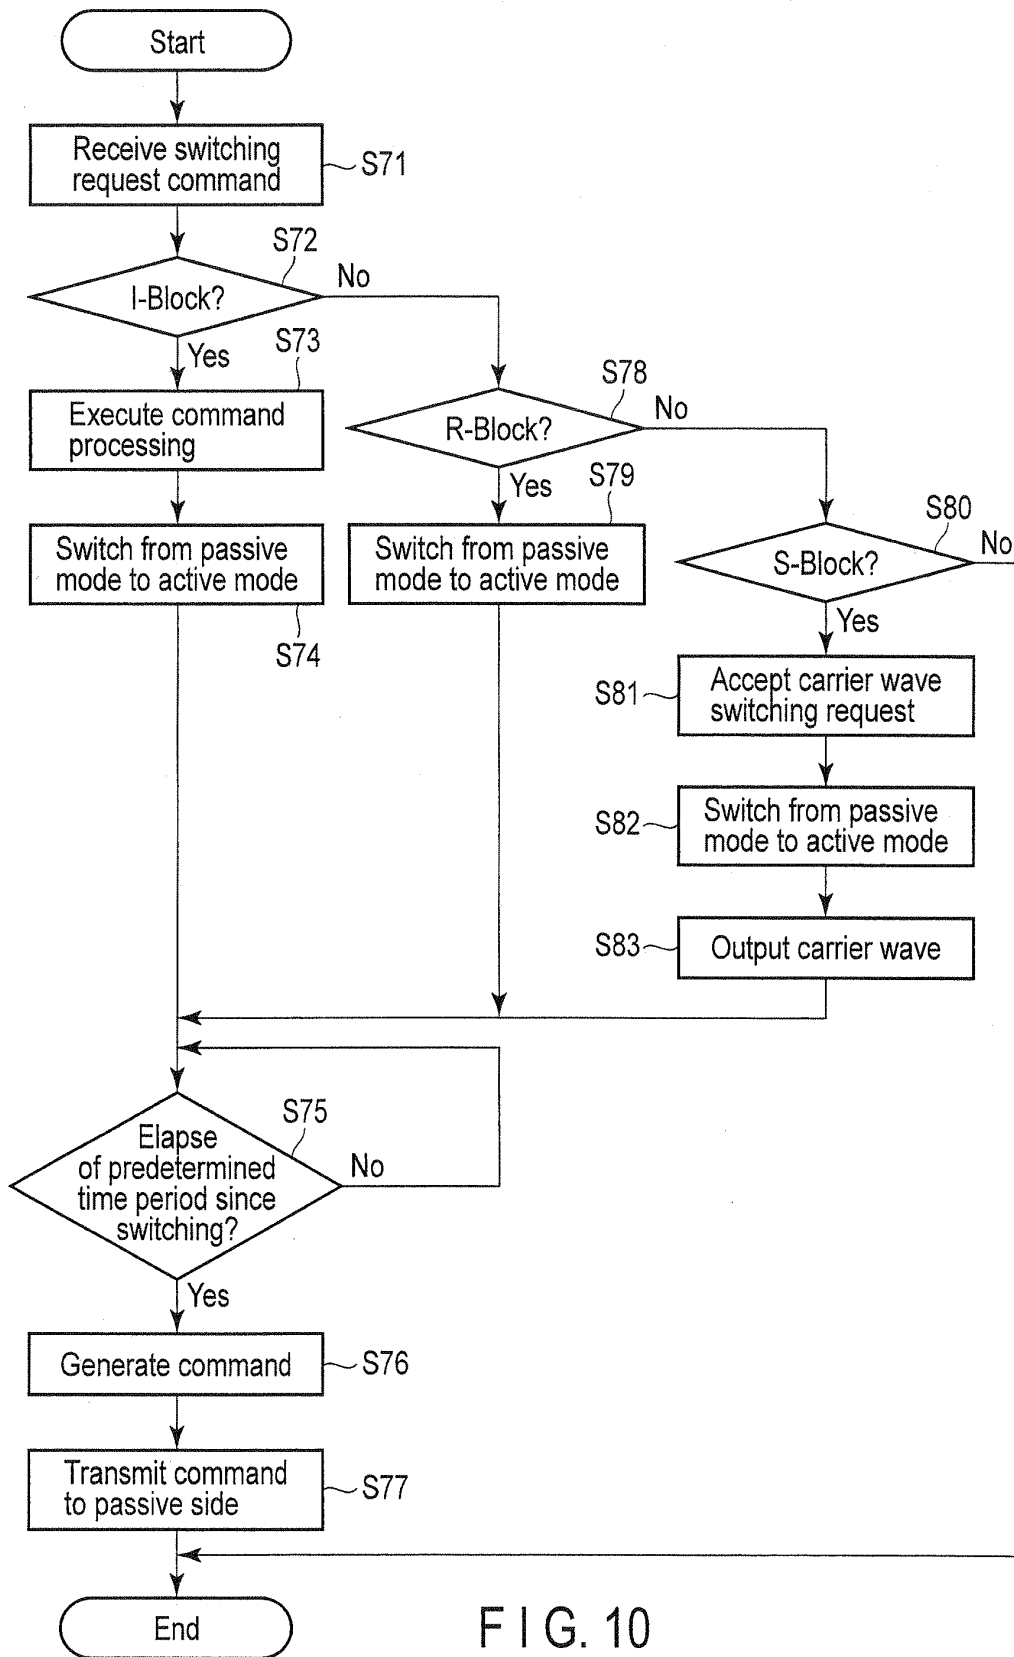 Start
Receive switching
request command
S71
S72
I-Block?
No
Yes
S73
Execute command
processing
Switch from passive
mode to active mode
S74
S78
R-Block?
No
Yes
S79
Switch from passive
mode to active mode
S80
S-Block?
No
Yes
S81
Accept carrier wave
switching request
S82
Switch from passive
mode to active mode
S83
Output carrier wave
S75
Elapse
of predetermined
time period since
switching?
No
Yes
Generate command
S76
Transmit command
to passive side
S77
End
FIG. 10